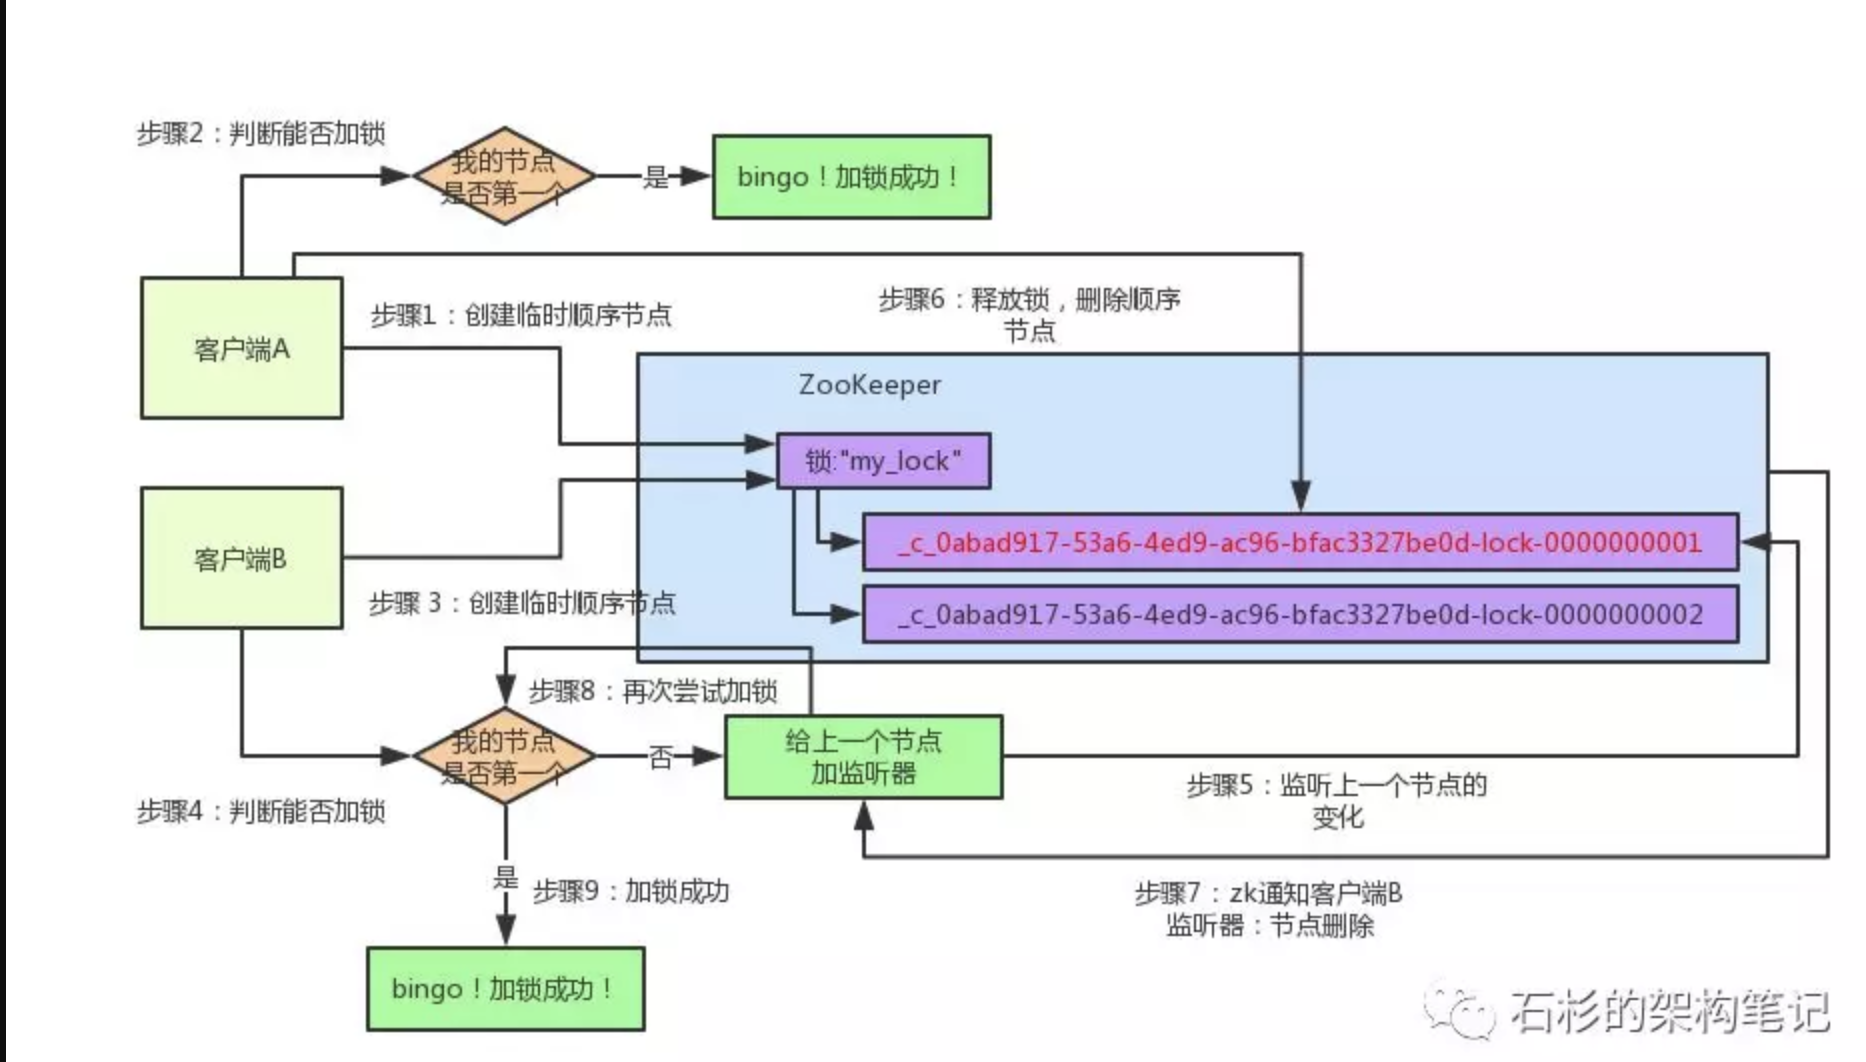 步骤2：判断能否加锁
我的节点
是否第一个
是
bingo！加锁成功！
步骤1：创建临时顺序节点
步骤6：释放锁，删除顺序
节点
客户端A
ZooKeeper
锁:"my_lock"
_c_0abad917-53a6-4ed9-ac96-bfac3327be0d-lock-0000000001
客户端B
步骤 3：创建临时顺序节点
_c_0abad917-53a6-4ed9-ac96-bfac3327be0d-lock-0000000002
步骤8：再次尝试加锁
我的节点
是否第一个
否
给上一个节点
加监听器
步骤4：判断能否加锁
步骤5：监听上一个节点的
变化
是
步骤9：加锁成功
步骤7：zk通知客户端B
监听器：节点删除
bingo！加锁成功！
石杉的架构笔记